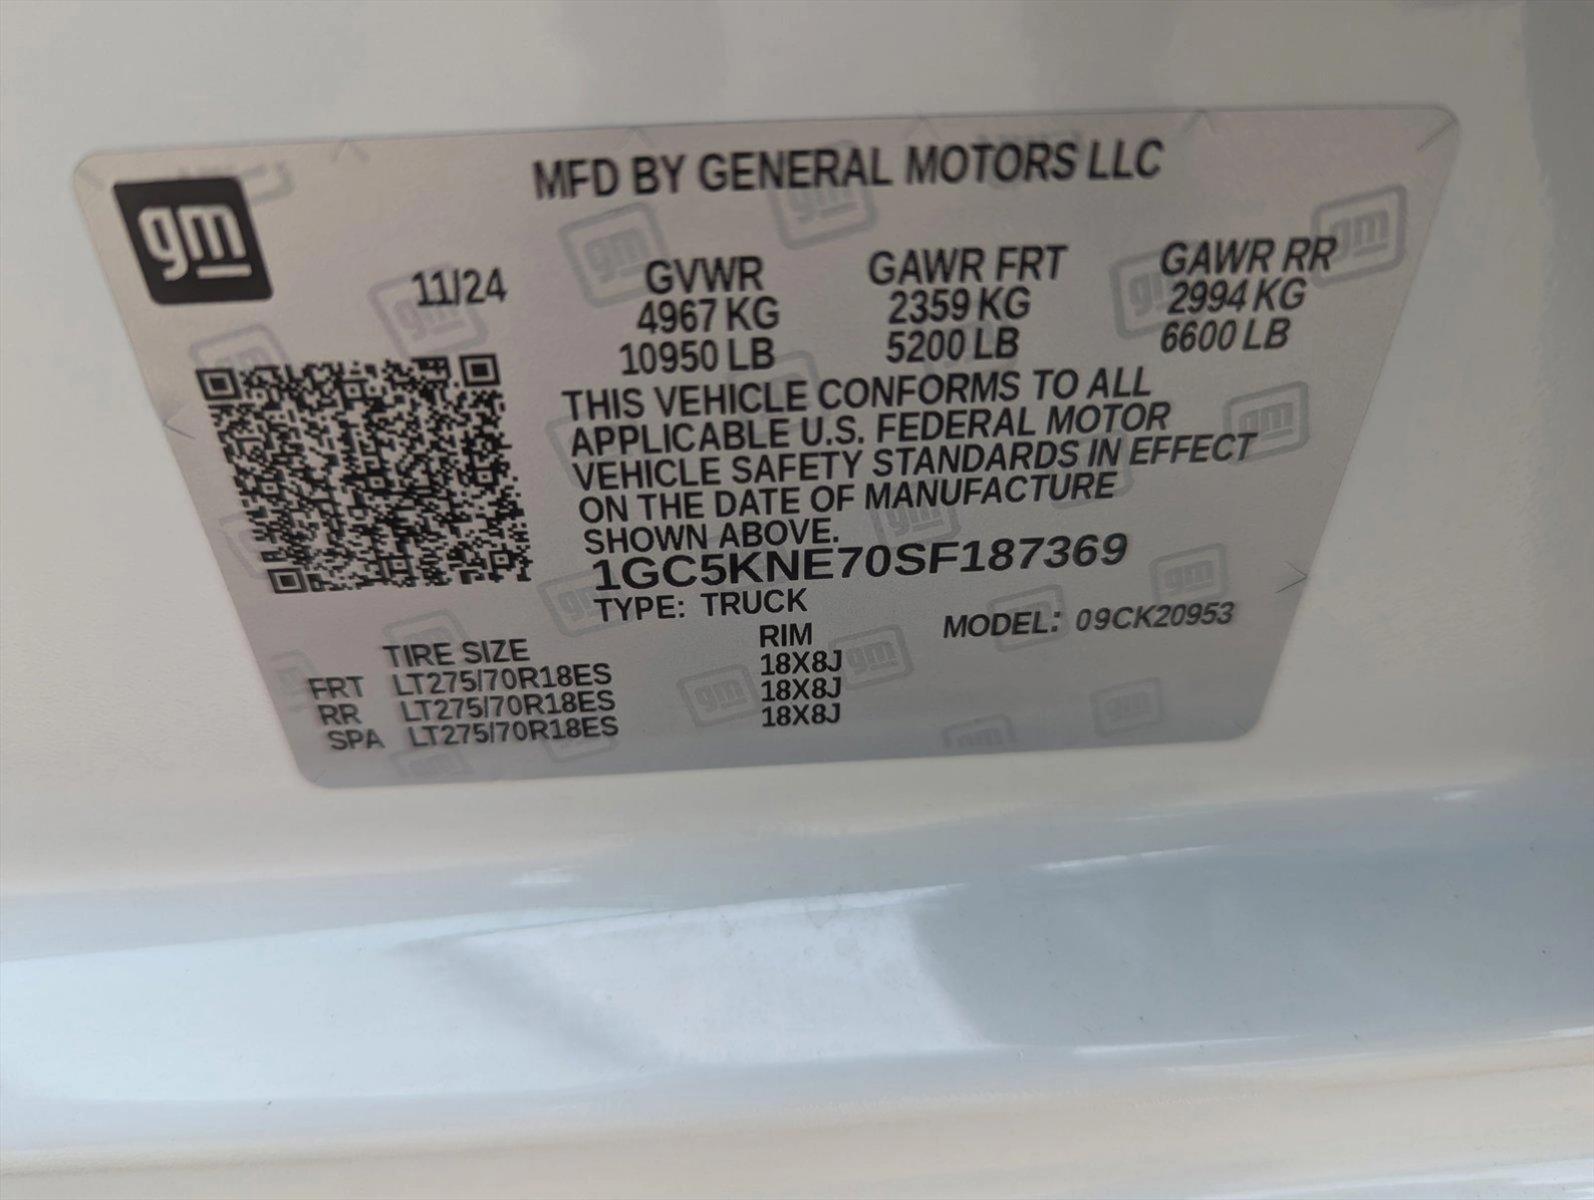 MFD BY GENERAL MOTORS LLC
gm
11/24
GVWR GAWR FRT GAWR RR
4967 KG 2359 KG 2994 KG
10950 LB 5200 LB 6600 LB
THIS VEHICLE CONFORMS TO ALL
APPLICABLE U.S. FEDERAL MOTOR
VEHICLE SAFETY STANDARDS IN EFFECT
ON THE DATE OF MANUFACTURE
SHOWN ABOVE.
1GC5KNE70SF187369
TYPE: TRUCK
MODEL: 09CK20953
TIRE SIZE RIM
FRT LT275/70R18ES 18X8J
RR LT275/70R18ES 18X8J
SPA LT275/70R18ES 18X8J